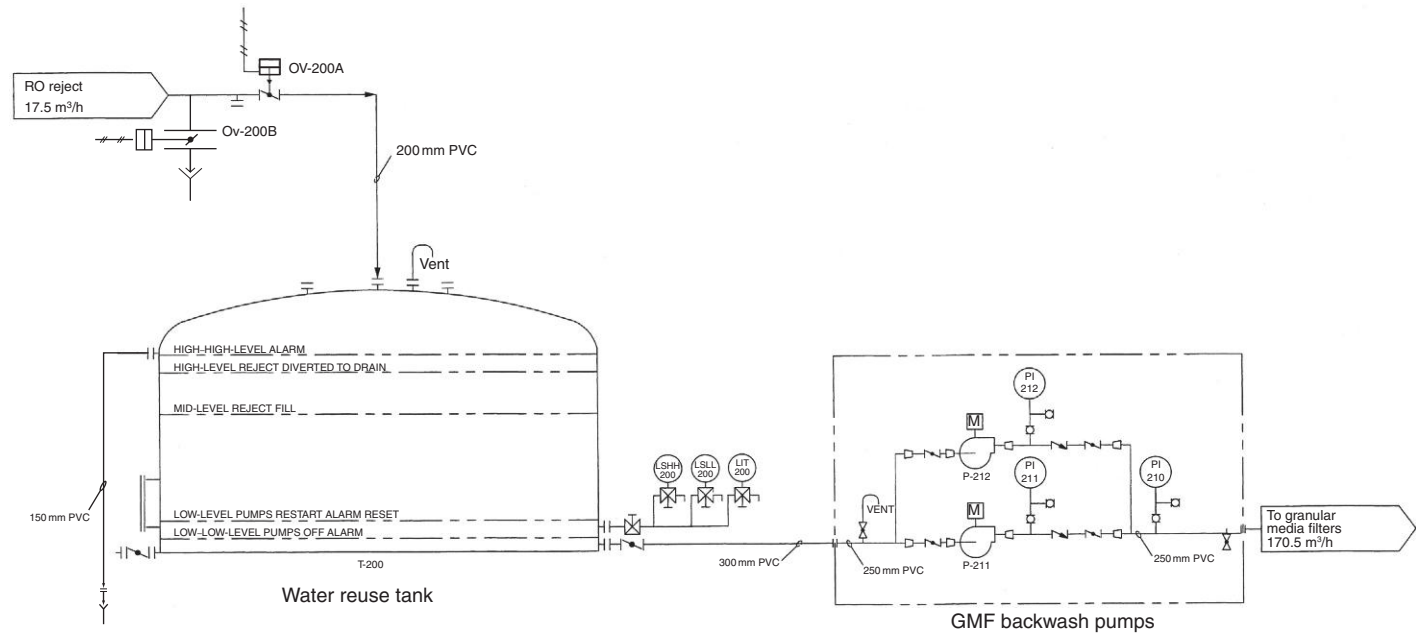 OV-200A
RO reject
17.5 m³/h
Ov-200B
200 mm PVC
Vent
HIGH-HIGH-LEVEL ALARM
HIGH-LEVEL REJECT DIVERTED TO DRAIN
MID-LEVEL REJECT FILL
LOW-LEVEL PUMPS RESTART ALARM RESET
LOW-LOW-LEVEL PUMPS OFF ALARM
150 mm PVC
T-200
Water reuse tank
LSHH
200
LSLL
200
LIT
200
300 mm PVC
250 mm PVC
VENT
M
P-212
PI
212
M
P-211
PI
211
PI
210
250 mm PVC
To granular
media filters
170.5 m³/h
GMF backwash pumps